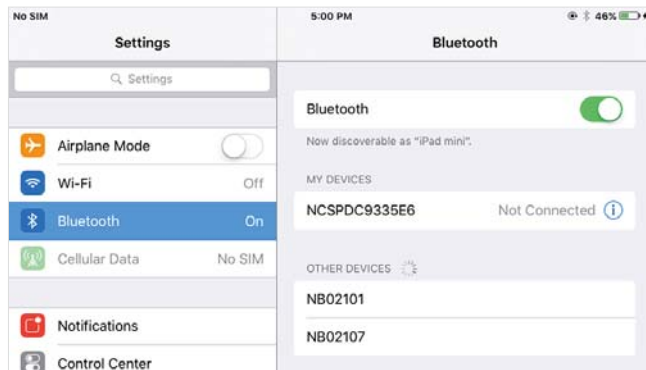 No SIM
5:00 PM
46%
Settings
Bluetooth
Settings
Airplane Mode
Wi-Fi Off
Bluetooth On
Cellular Data No SIM
Notifications
Control Center
Bluetooth
Now discoverable as "iPad mini".
MY DEVICES
NCSPDC9335E6 Not Connected
OTHER DEVICES
NB02101
NB02107